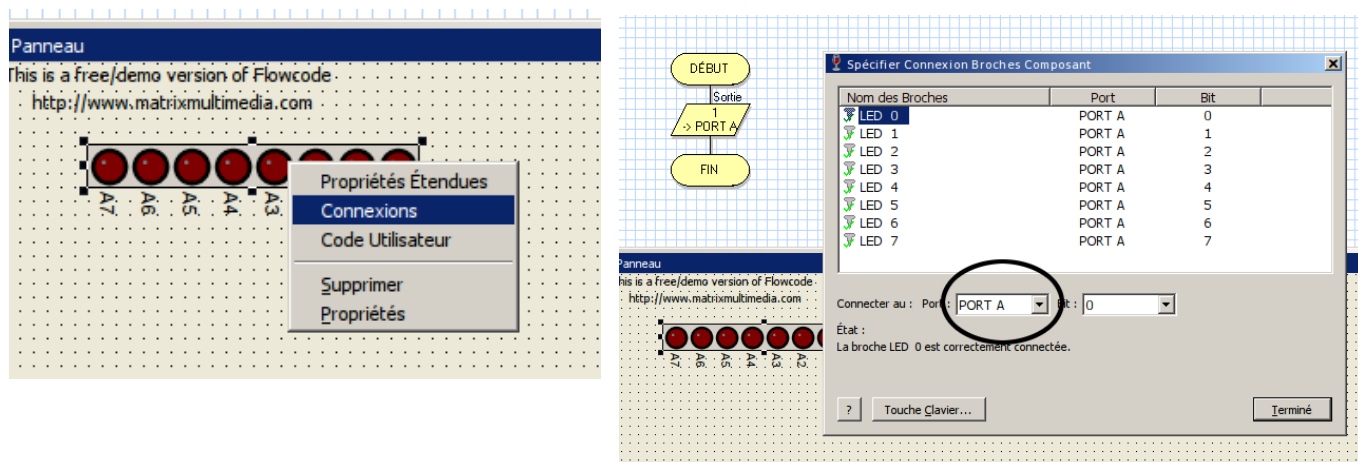 Panneau
This is a free/demo version of Flowcode
http://www.matrixmultimedia.com
A7 A6 A5 A4 A3
Propriétés Étendues
Connexions
Code Utilisateur
Supprimer
Propriétés
DÉBUT
Sortie
1
-> PORT A
FIN
Panneau
This is a free/demo version of Flowcode
http://www.matrixmultimedia.com
A7 A6 A5 A4 A3 A2
Spécifier Connexion Broches Composant
Nom des Broches Port Bit
LED 0 PORT A 0
LED 1 PORT A 1
LED 2 PORT A 2
LED 3 PORT A 3
LED 4 PORT A 4
LED 5 PORT A 5
LED 6 PORT A 6
LED 7 PORT A 7
Connecter au : Port : PORT A Bit : 0
État :
La broche LED 0 est correctement connectée.
? Touche Clavier... Terminé